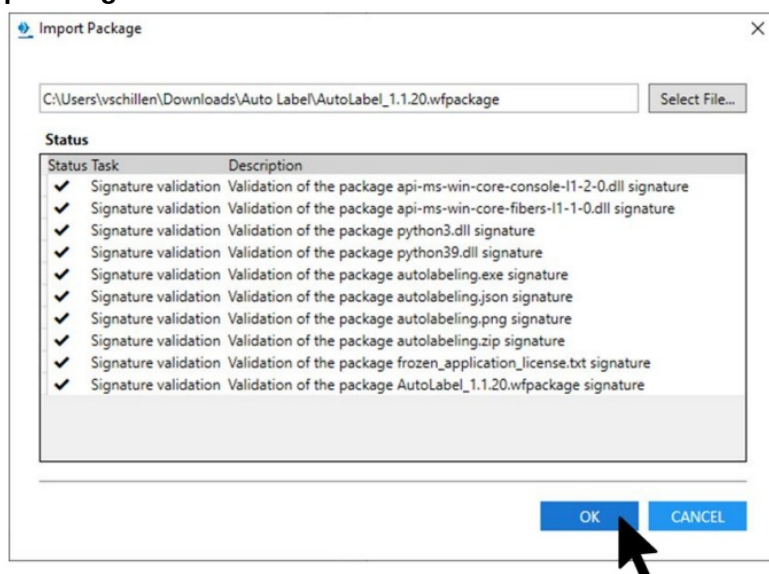 Import Package
C:\Users\vschillen\Downloads\Auto Label\AutoLabel_1.1.20.wfpackage Select File...
Status
Status Task Description
Signature validation Validation of the package api-ms-win-core-console-l1-2-0.dll signature
Signature validation Validation of the package api-ms-win-core-fibers-l1-1-0.dll signature
Signature validation Validation of the package python3.dll signature
Signature validation Validation of the package python39.dll signature
Signature validation Validation of the package autolabeling.exe signature
Signature validation Validation of the package autolabeling.json signature
Signature validation Validation of the package autolabeling.png signature
Signature validation Validation of the package autolabeling.zip signature
Signature validation Validation of the package frozen_application_license.txt signature
Signature validation Validation of the package AutoLabel_1.1.20.wfpackage signature
OK CANCEL